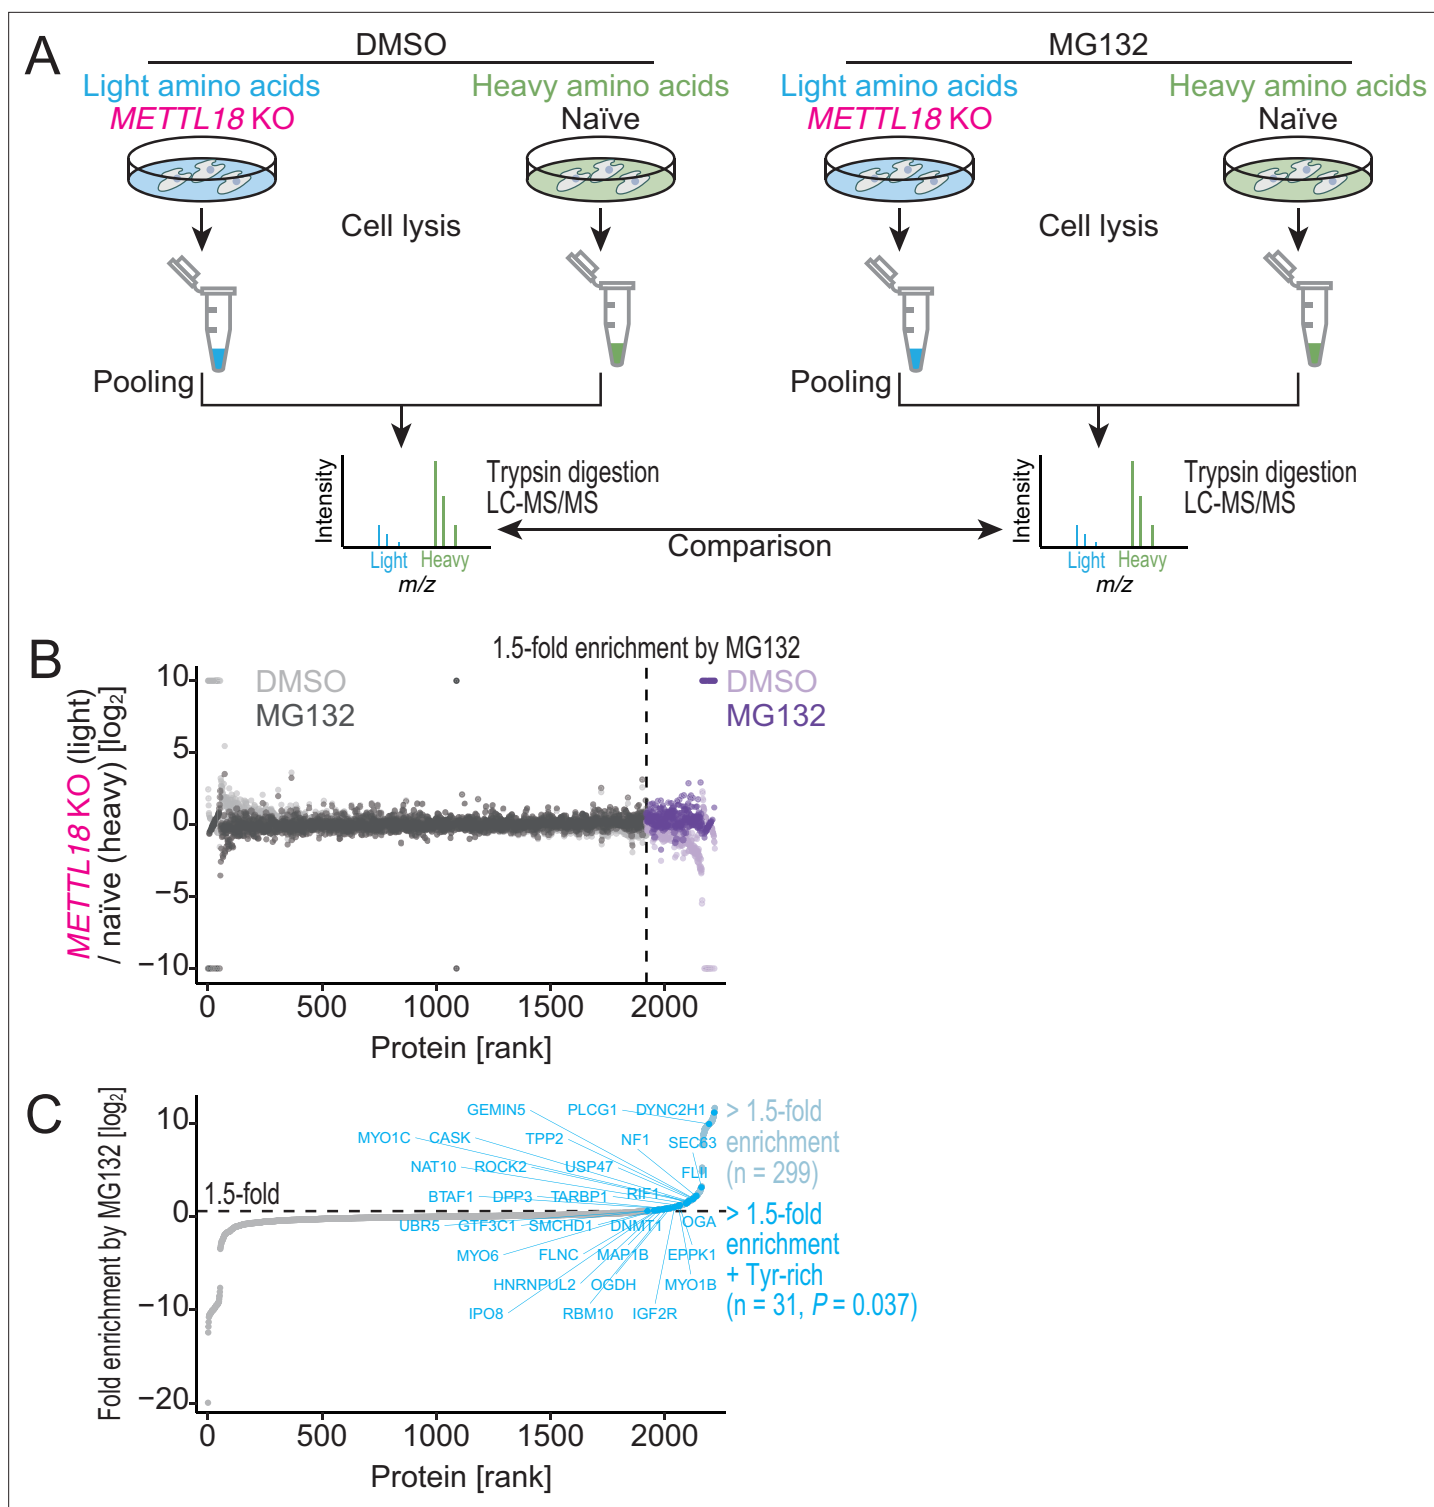 A
DMSO
MG132
Light amino acids
METTL18 KO
Heavy amino acids
Naïve
Light amino acids
METTL18 KO
Heavy amino acids
Naïve
Cell lysis
Cell lysis
Pooling
Pooling
Intensity
Light
Heavy
m/z
Trypsin digestion
LC-MS/MS
Comparison
Intensity
Light
Heavy
m/z
Trypsin digestion
LC-MS/MS
B
1.5-fold enrichment by MG132
METTL18 KO (light)
/ naïve (heavy) [log2]
10
5
0
−5
−10
DMSO
MG132
DMSO
MG132
0
500
1000
1500
2000
Protein [rank]
C
Fold enrichment by MG132 [log2]
10
0
−10
−20
1.5-fold
GEMIN5
PLCG1
DYNC2H1
MYO1C
CASK
TPP2
NF1
SEC63
NAT10
ROCK2
USP47
FLII
BTAF1
DPP3
TARBP1
RIF1
UBR5
GTF3C1
SMCHD1
DNMT1
OGA
MYO6
FLNC
MAP1B
EPPK1
HNRNPUL2
OGDH
MYO1B
IPO8
RBM10
IGF2R
> 1.5-fold
enrichment
(n = 299)
> 1.5-fold
enrichment
+ Tyr-rich
(n = 31, P = 0.037)
0
500
1000
1500
2000
Protein [rank]